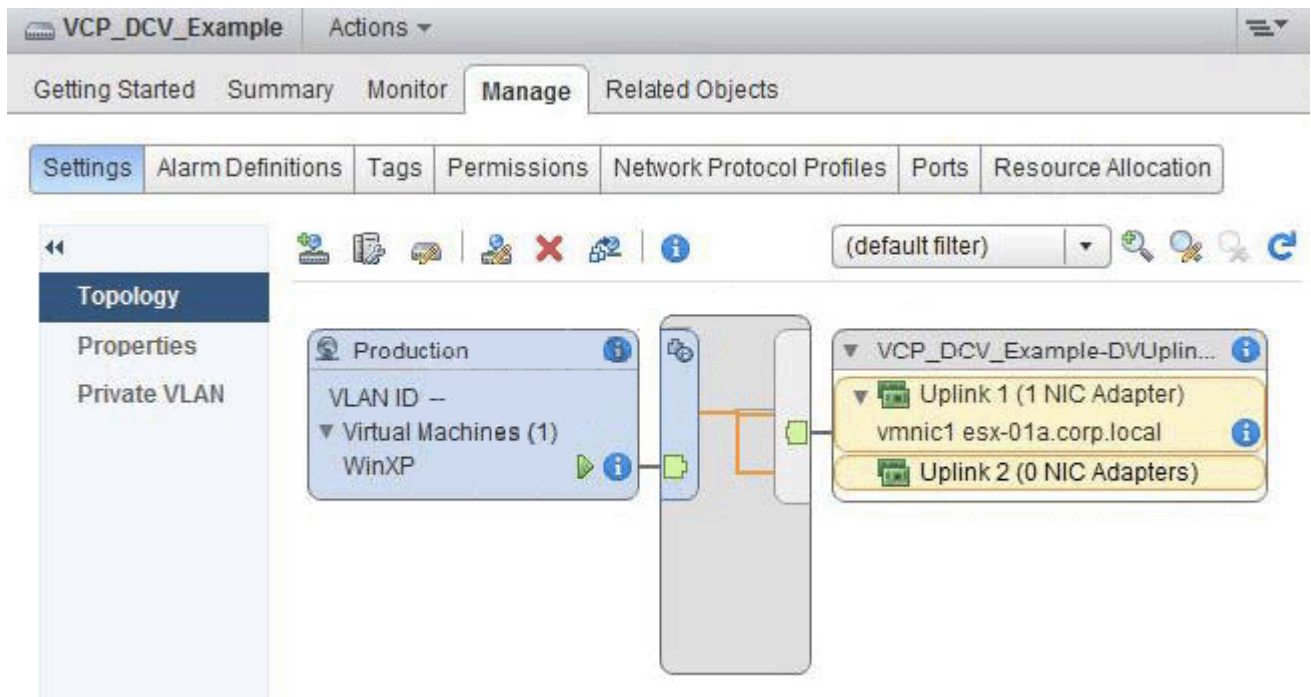 VCP_DCV_Example Actions
Getting Started Summary Monitor Manage Related Objects
Settings Alarm Definitions Tags Permissions Network Protocol Profiles Ports Resource Allocation
(default filter)
Topology
Properties
Private VLAN
Production
VLAN ID --
Virtual Machines (1)
WinXP
VCP_DCV_Example-DVUplin...
Uplink 1 (1 NIC Adapter)
vmnic1 esx-01a.corp.local
Uplink 2 (0 NIC Adapters)